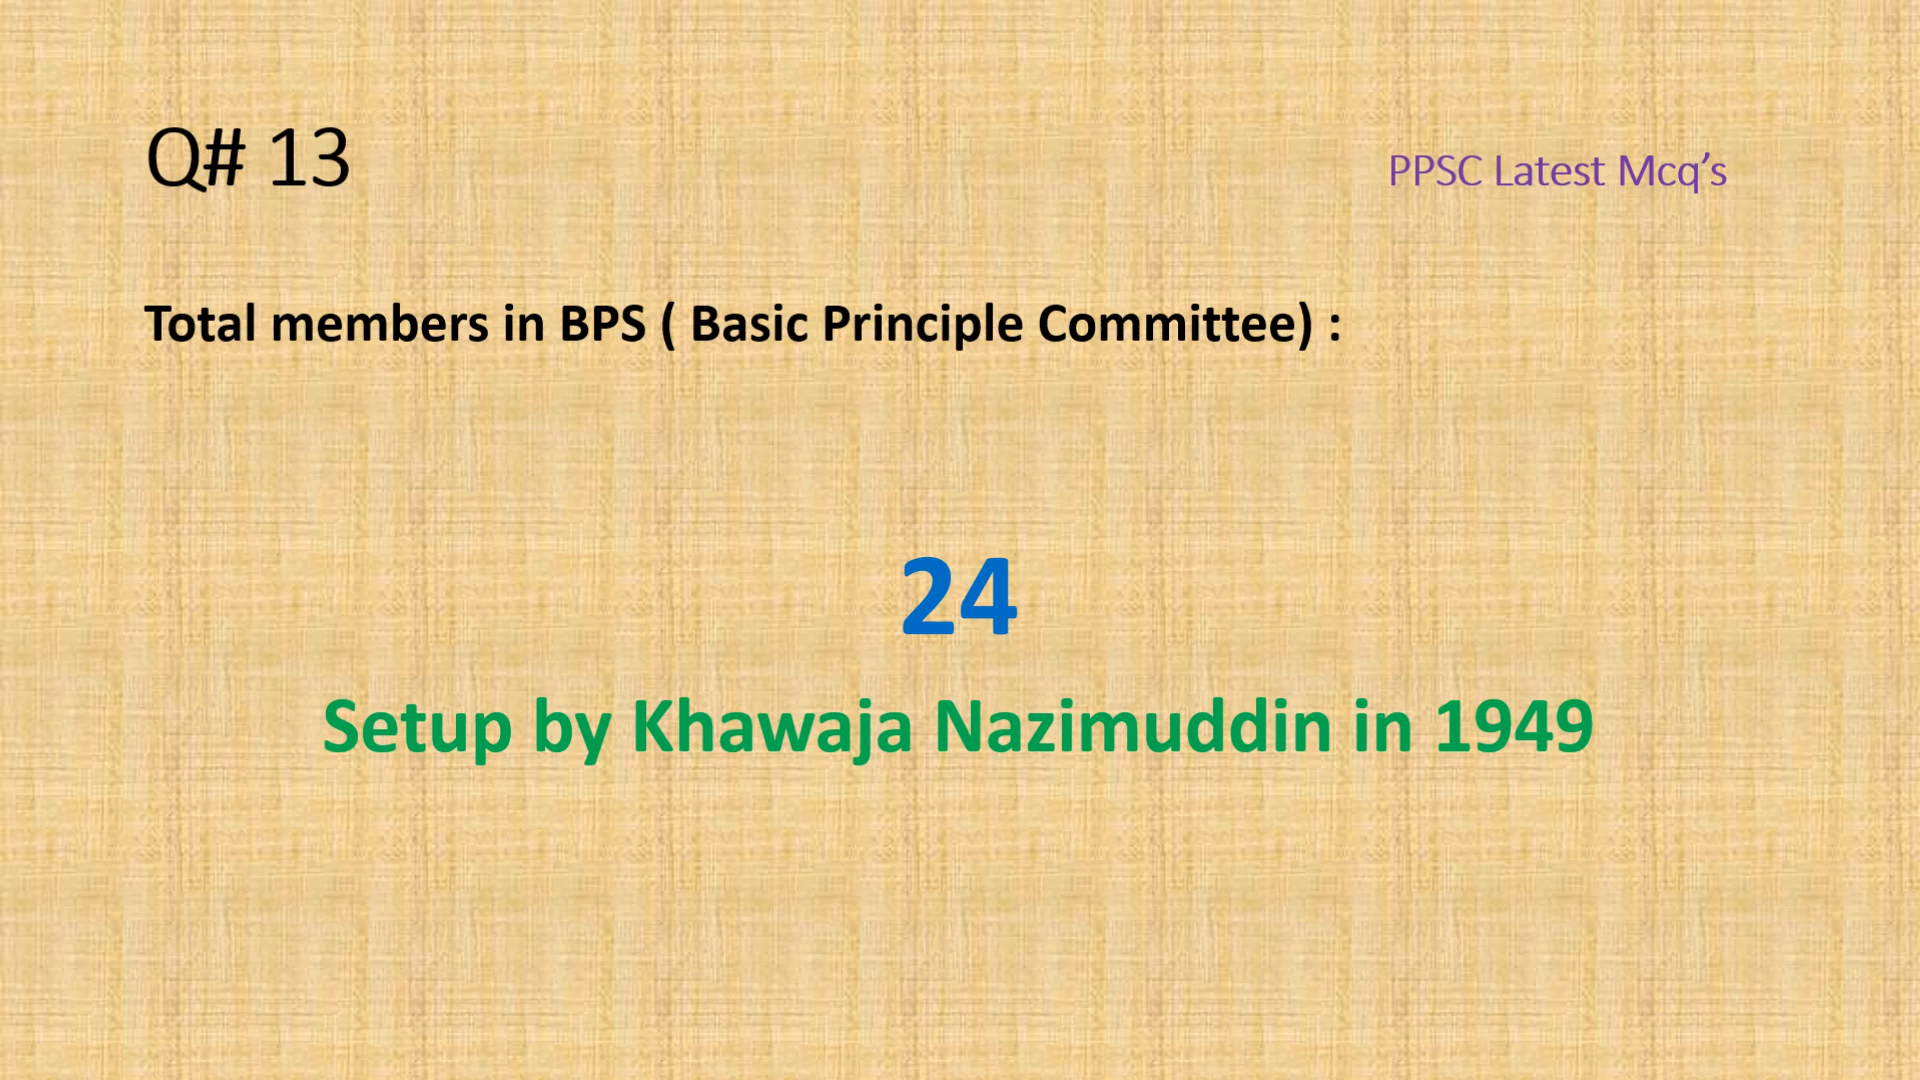 Q# 13
PPSC Latest Mcq’s
Total members in BPS ( Basic Principle Committee) :
24
Setup by Khawaja Nazimuddin in 1949